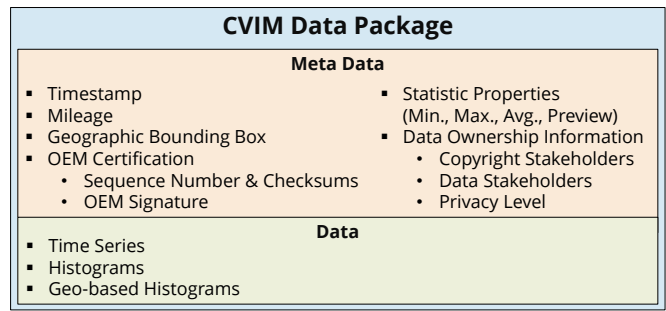 CVIM Data Package
Meta Data
▪ Timestamp
▪ Mileage
▪ Geographic Bounding Box
▪ OEM Certification
• Sequence Number & Checksums
• OEM Signature
▪ Statistic Properties
(Min., Max., Avg., Preview)
▪ Data Ownership Information
• Copyright Stakeholders
• Data Stakeholders
• Privacy Level
Data
▪ Time Series
▪ Histograms
▪ Geo-based Histograms